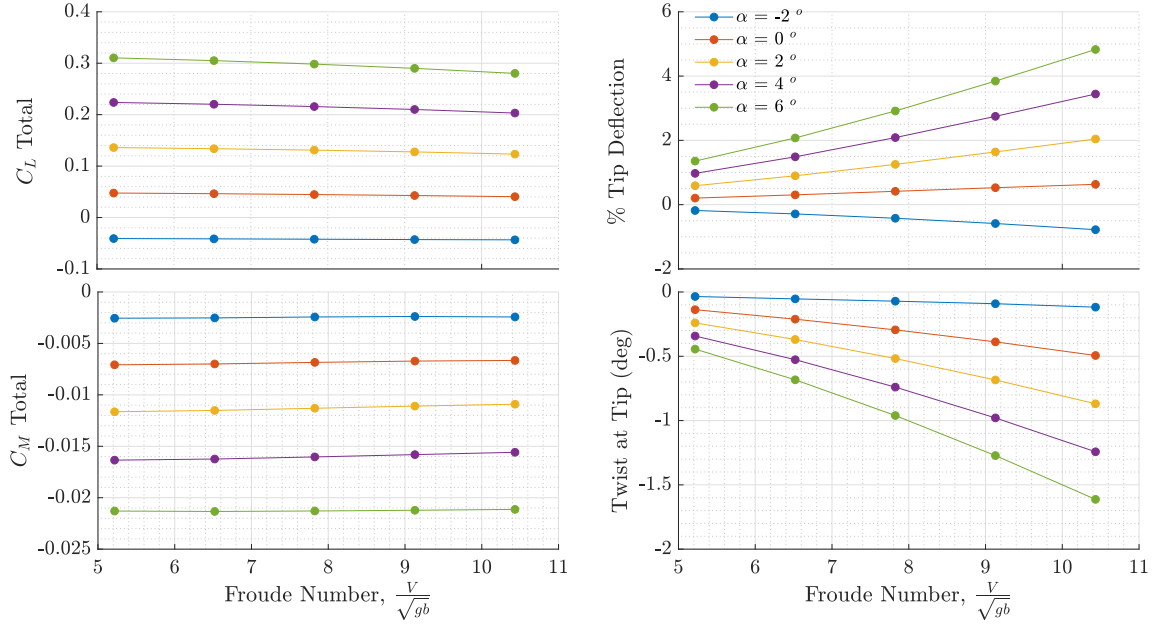 0.4
0.3
0.2
0.1
0
-0.1
C_L Total
6
4
2
0
-2
% Tip Deflection
α = -2 °
α = 0 °
α = 2 °
α = 4 °
α = 6 °
0
-0.005
-0.01
-0.015
-0.02
-0.025
C_M Total
5 6 7 8 9 10 11
Froude Number, V/√gb
0
-0.5
-1
-1.5
-2
Twist at Tip (deg)
5 6 7 8 9 10 11
Froude Number, V/√gb